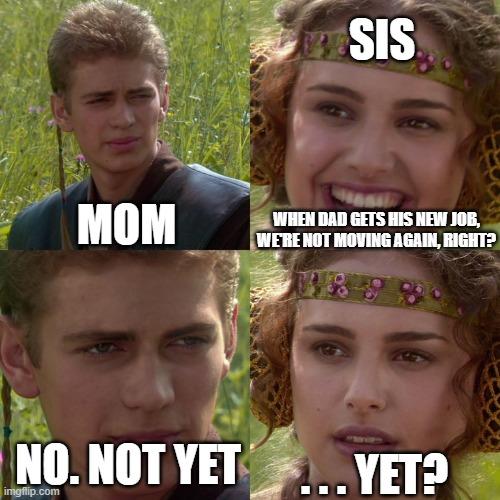 MOM
SIS
WHEN DAD GETS HIS NEW JOB,
WE'RE NOT MOVING AGAIN, RIGHT?
NO. NOT YET
. . . YET?
imgflip.com